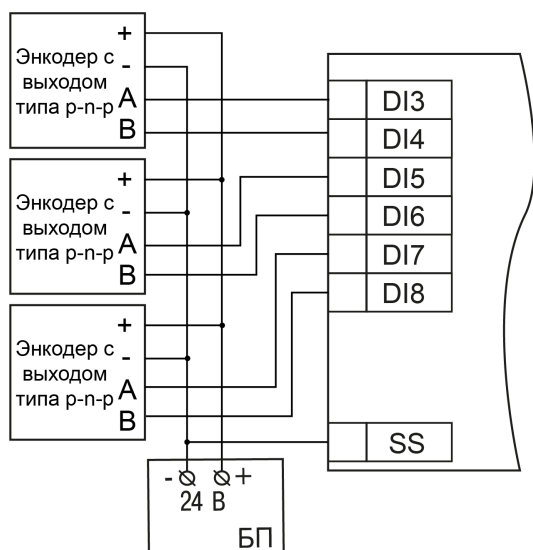 Энкодер с
выходом
типа p-n-p
+
-
A
B
Энкодер с
выходом
типа p-n-p
+
-
A
B
Энкодер с
выходом
типа p-n-p
+
-
A
B
DI3
DI4
DI5
DI6
DI7
DI8
SS
- +
24 В
БП